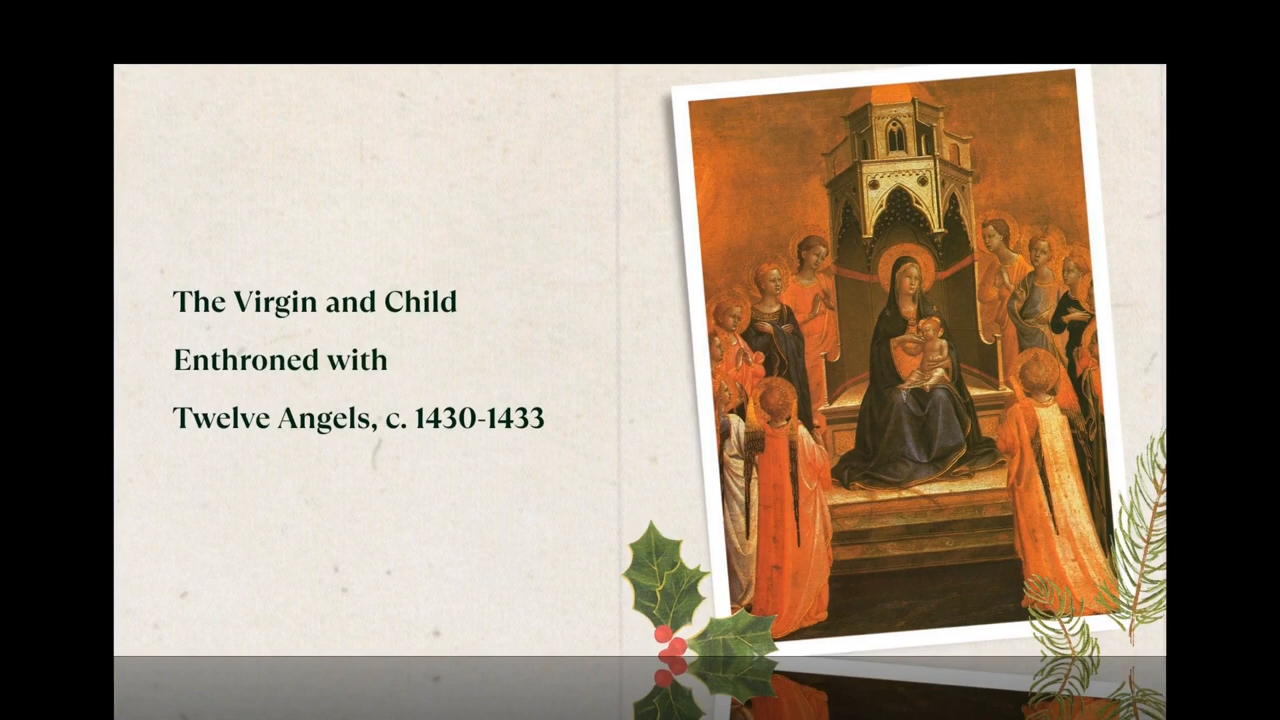 The Virgin and Child
Enthroned with
Twelve Angels, c. 1430-1433